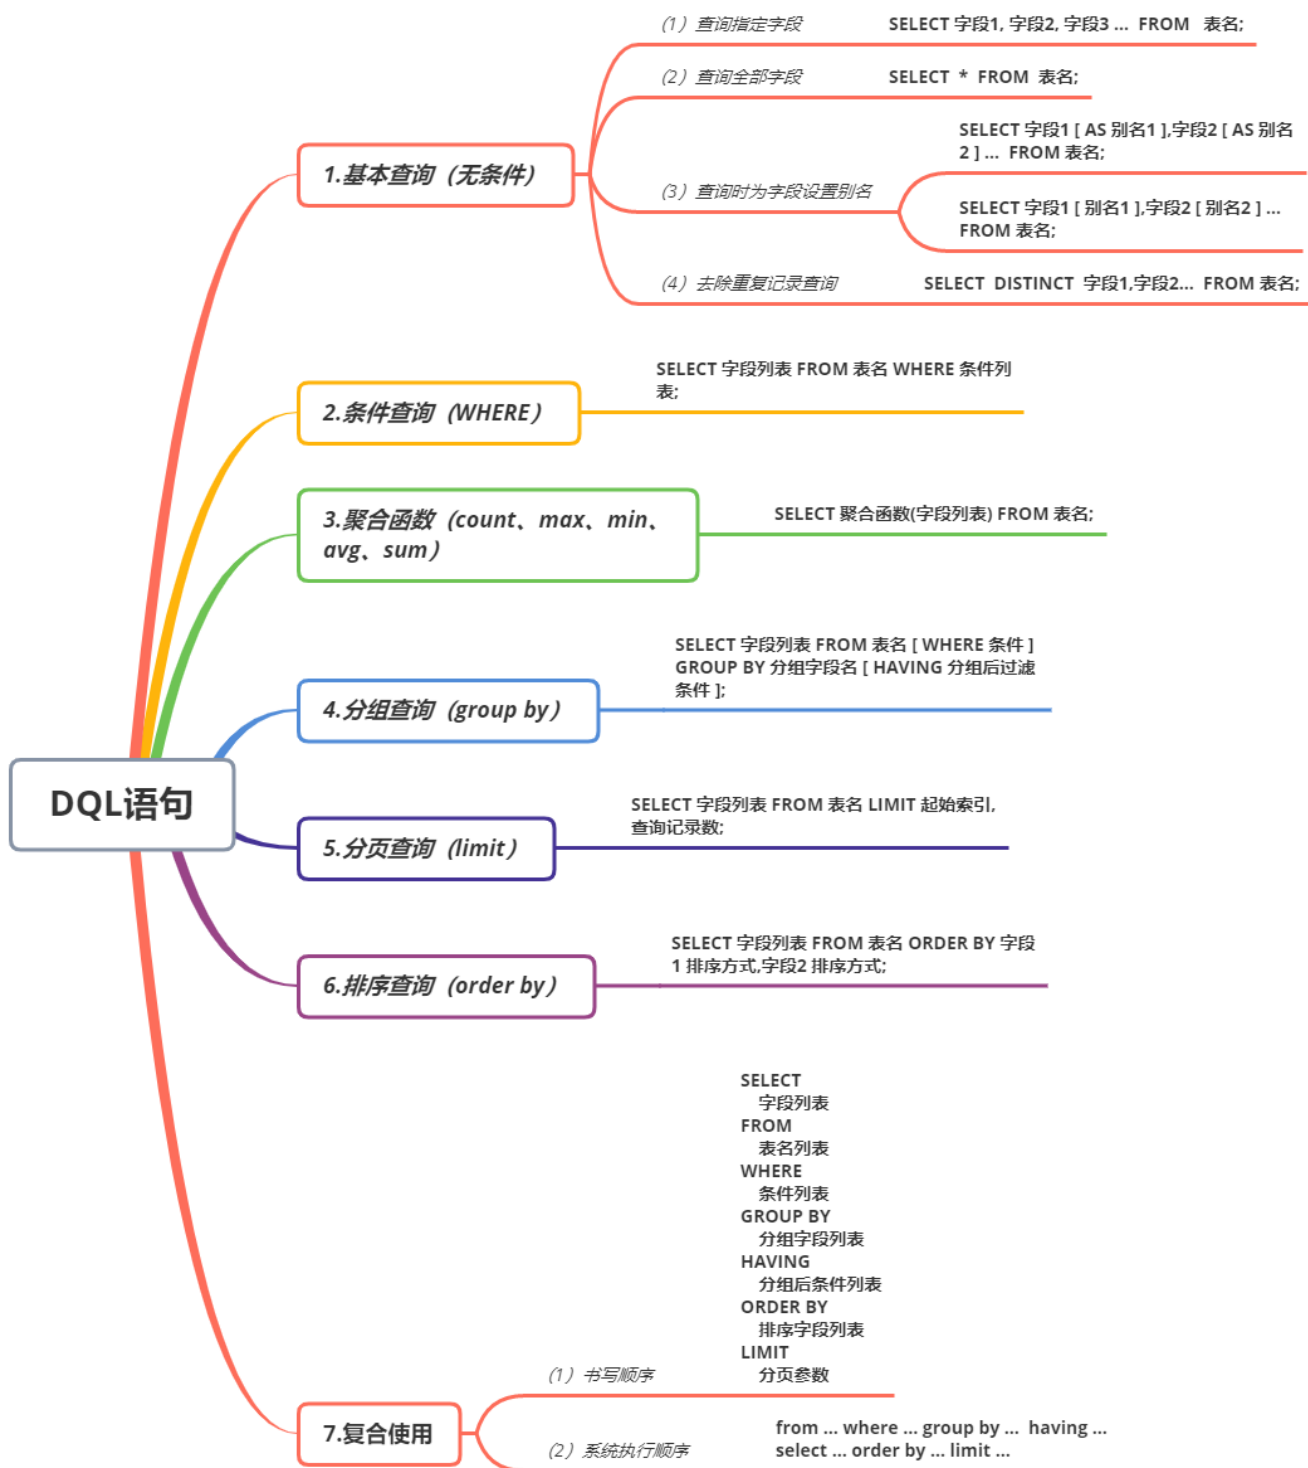 DQL语句
1.基本查询（无条件）
（1）查询指定字段
SELECT 字段1, 字段2, 字段3 ... FROM 表名;
（2）查询全部字段
SELECT * FROM 表名;
（3）查询时为字段设置别名
SELECT 字段1 [ AS 别名1 ],字段2 [ AS 别名
2 ] ... FROM 表名;
SELECT 字段1 [ 别名1 ],字段2 [ 别名2 ] ...
FROM 表名;
（4）去除重复记录查询
SELECT DISTINCT 字段1,字段2... FROM 表名;
2.条件查询（WHERE）
SELECT 字段列表 FROM 表名 WHERE 条件列
表;
3.聚合函数（count、max、min、
avg、sum）
SELECT 聚合函数(字段列表) FROM 表名;
4.分组查询（group by）
SELECT 字段列表 FROM 表名 [ WHERE 条件 ]
GROUP BY 分组字段名 [ HAVING 分组后过滤
条件 ];
5.分页查询（limit）
SELECT 字段列表 FROM 表名 LIMIT 起始索引,
查询记录数;
6.排序查询（order by）
SELECT 字段列表 FROM 表名 ORDER BY 字段
1 排序方式,字段2 排序方式;
7.复合使用
（1）书写顺序
SELECT
字段列表
FROM
表名列表
WHERE
条件列表
GROUP BY
分组字段列表
HAVING
分组后条件列表
ORDER BY
排序字段列表
LIMIT
分页参数
（2）系统执行顺序
from ... where ... group by ... having ...
select ... order by ... limit ...